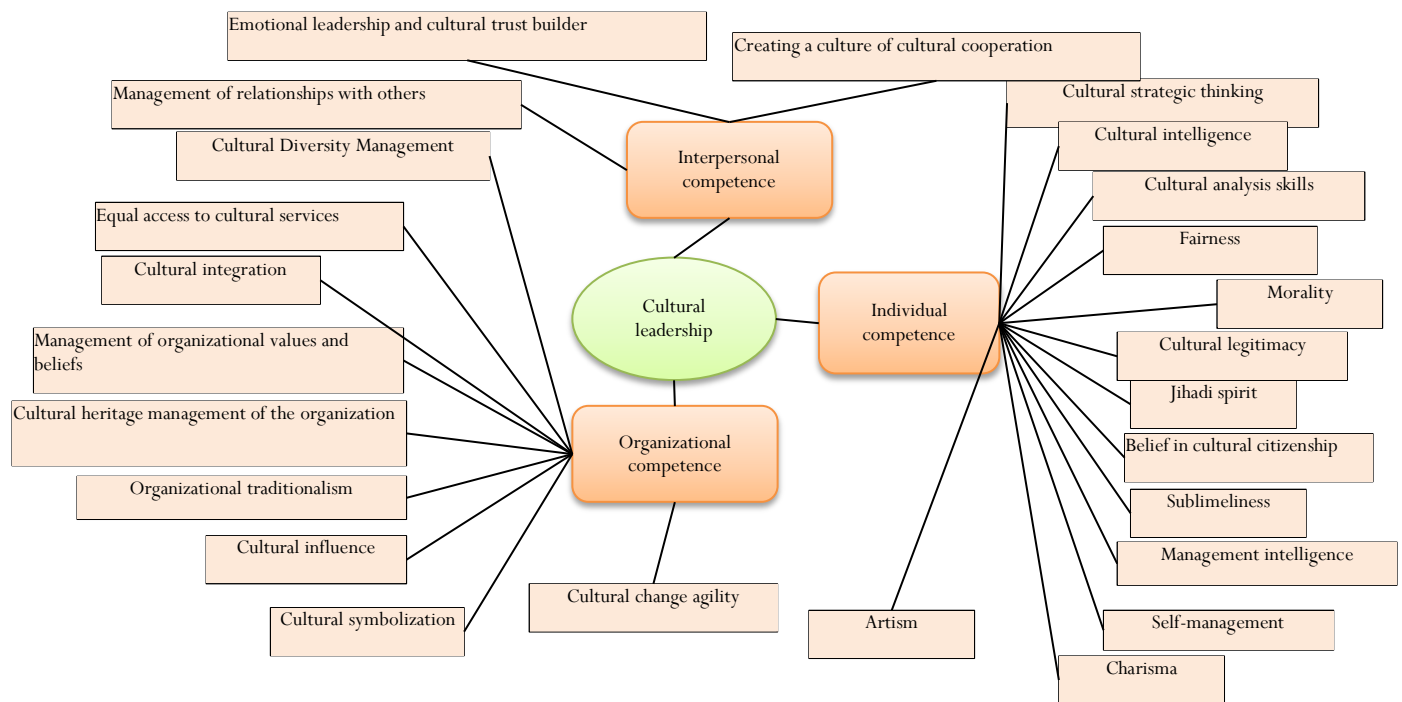 Emotional leadership and cultural trust builder
Creating a culture of cultural cooperation
Management of relationships with others
Cultural Diversity Management
Interpersonal
competence
Cultural strategic thinking
Cultural intelligence
Cultural analysis skills
Fairness
Morality
Cultural legitimacy
Jihadi spirit
Belief in cultural citizenship
Sublimeliness
Management intelligence
Self-management
Charisma
Artism
Individual
competence
Cultural
leadership
Equal access to cultural services
Cultural integration
Management of organizational values and
beliefs
Cultural heritage management of the organization
Organizational traditionalism
Cultural influence
Cultural symbolization
Organizational
competence
Cultural change agility